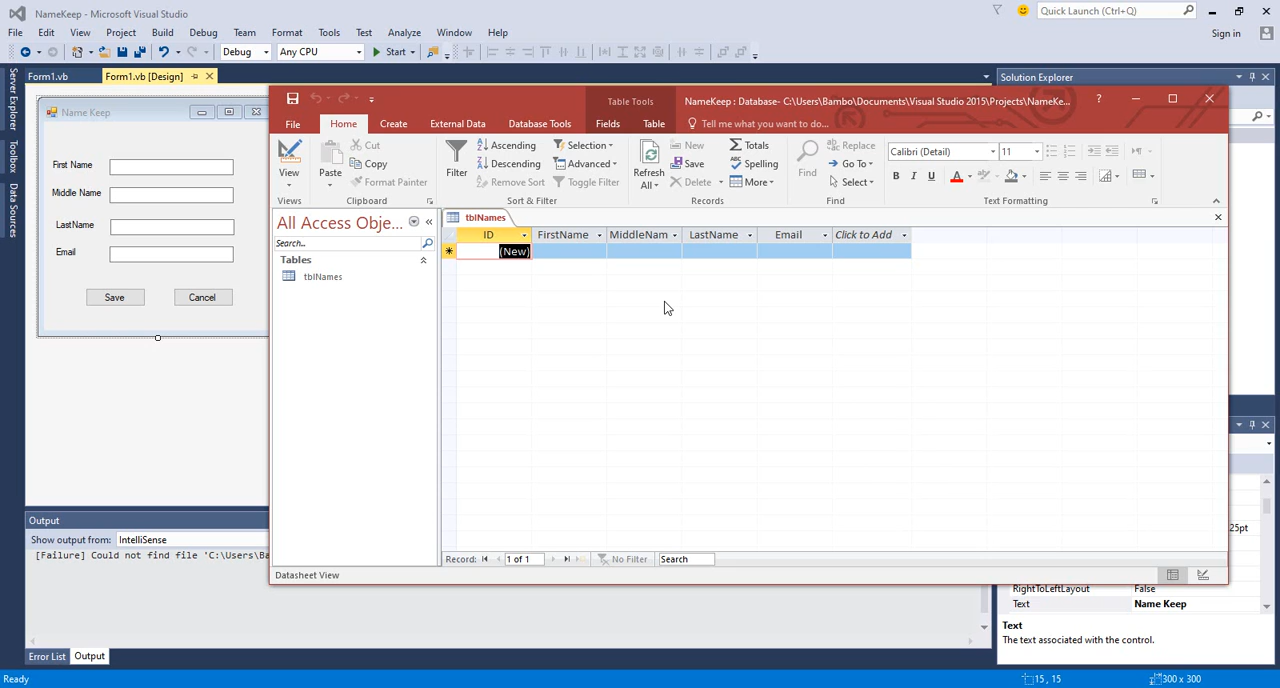 NameKeep - Microsoft Visual Studio
Quick Launch (Ctrl+Q)
File Edit View Project Build Debug Team Format Tools Test Analyze Window Help
Sign in
Debug Any CPU Start
Form1.vb Form1.vb [Design]
Solution Explorer
Server Explorer
Toolbox
Data Sources
Name Keep
First Name
Middle Name
LastName
Email
Save Cancel
Table Tools
NameKeep : Database- C:\Users\Bambo\Documents\Visual Studio 2015\Projects\NameKe...
?
File Home Create External Data Database Tools Fields Table Tell me what you want to do...
View
Views
Paste
Cut
Copy
Format Painter
Clipboard
Filter
Ascending
Descending
Remove Sort
Selection
Advanced
Toggle Filter
Sort & Filter
Refresh
All
New
Save
Delete
Totals
Spelling
More
Records
Find
Replace
Go To
Select
Find
Calibri (Detail) 11
B I U A
Text Formatting
All Access Obje...
Search...
Tables
tblNames
tblNames
ID FirstName MiddleNam LastName Email Click to Add
(New)
Record: 1 of 1 No Filter Search
Datasheet View
Output
Show output from: IntelliSense
[Failure] Could not find file 'C:\Users\Ba
Error List Output
25pt
RightToLeftLayout False
Text Name Keep
Text
The text associated with the control.
Ready
15 , 15
300 x 300